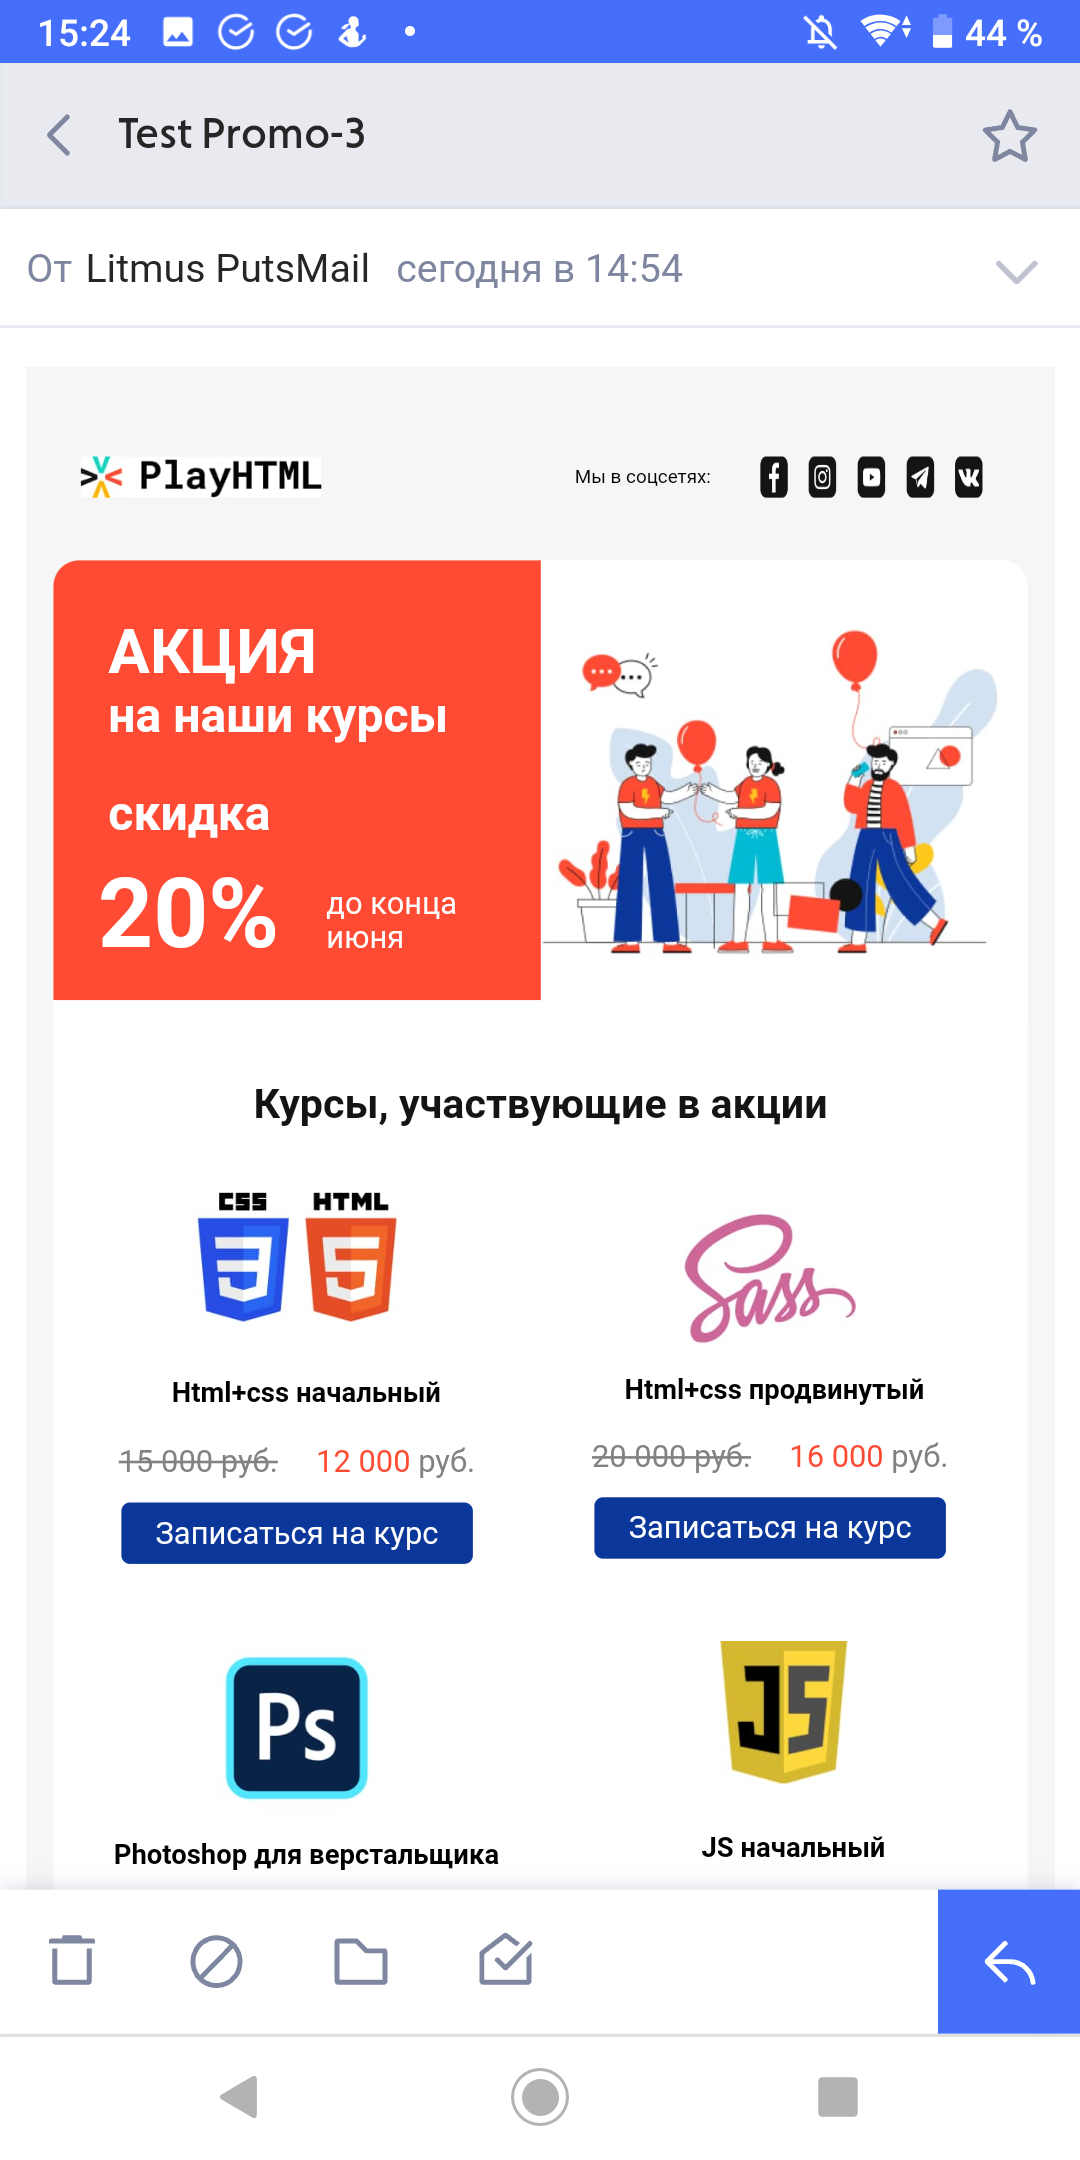 15:24 44 %
Test Promo-3
От Litmus PutsMail сегодня в 14:54
PlayHTML Мы в соцсетях:
АКЦИЯ
на наши курсы
скидка
20% до конца
июня
Курсы, участвующие в акции
CSS HTML
Sass
Html+css начальный Html+css продвинутый
15 000 руб. 12 000 руб. 20 000 руб. 16 000 руб.
Записаться на курс Записаться на курс
Ps JS
Photoshop для верстальщика JS начальный